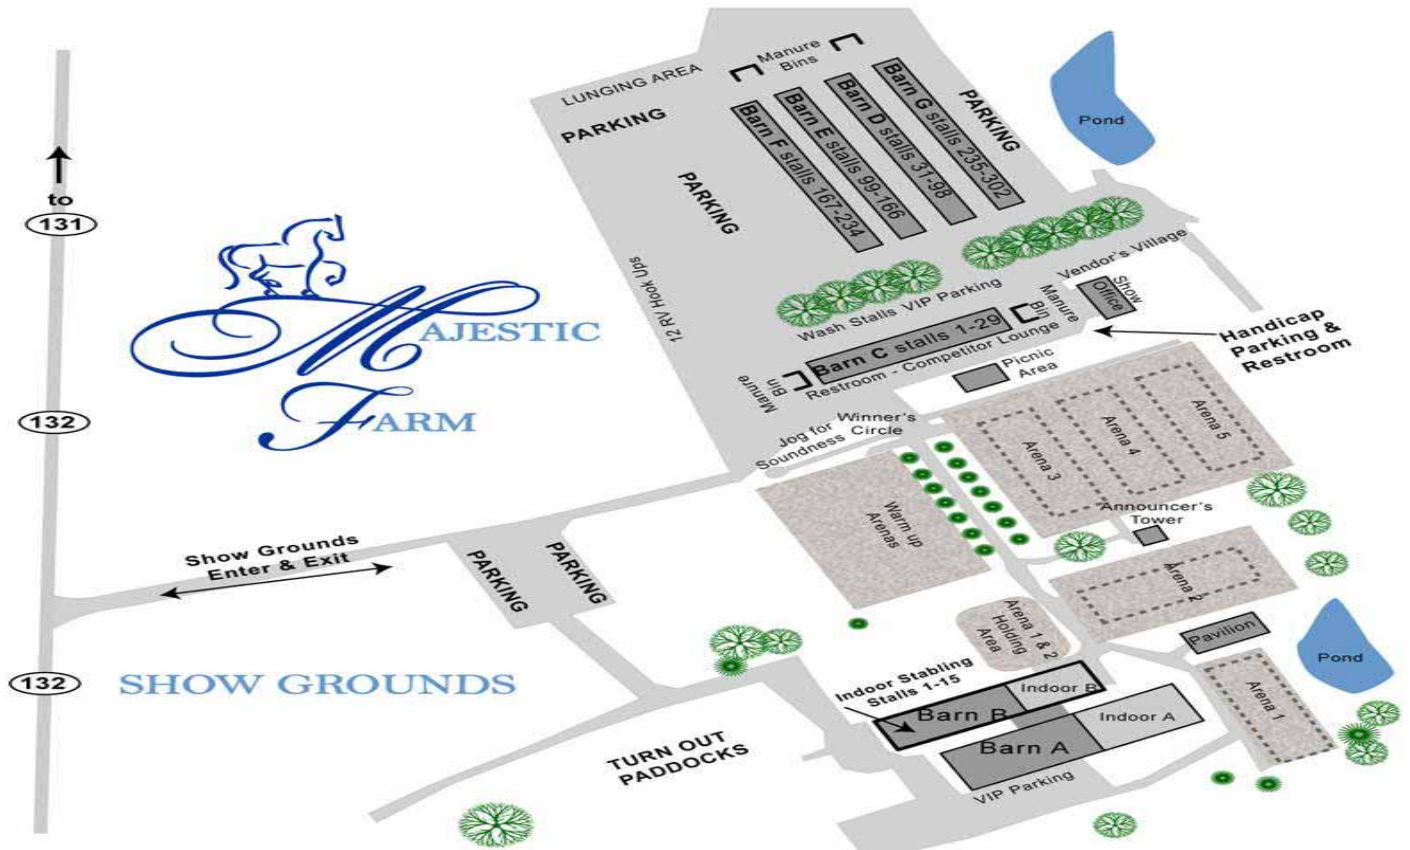 Manure
Bins
LUNGING AREA
PARKING
PARKING
PARKING
Barn F stalls 167-234
Barn E stalls 99-166
Barn D stalls 31-98
Barn G stalls 235-302
Pond
to
131
MAJESTIC
FARM
132
12 RV Hook Ups
Vendor's Village
Wash Stalls VIP Parking
Show
Office
Manure
Bin
Barn C stalls 1-29
Restroom - Competitor Lounge
Manure
Bin
Handicap
Parking &
Restroom
Picnic
Area
Winner's
Circle
Jog for
Soundness
Arena 3
Arena 4
Arena 5
Warm up
Arenas
Announcer's
Tower
Show Grounds
Enter & Exit
PARKING
PARKING
Arena 2
Arena 1 & 2
Holding
Area
Pavilion
Pond
132
SHOW GROUNDS
Indoor Stabling
Stalls 1-15
Barn B
Indoor B
Barn A
Indoor A
Arena 1
TURN OUT
PADDOCKS
VIP Parking